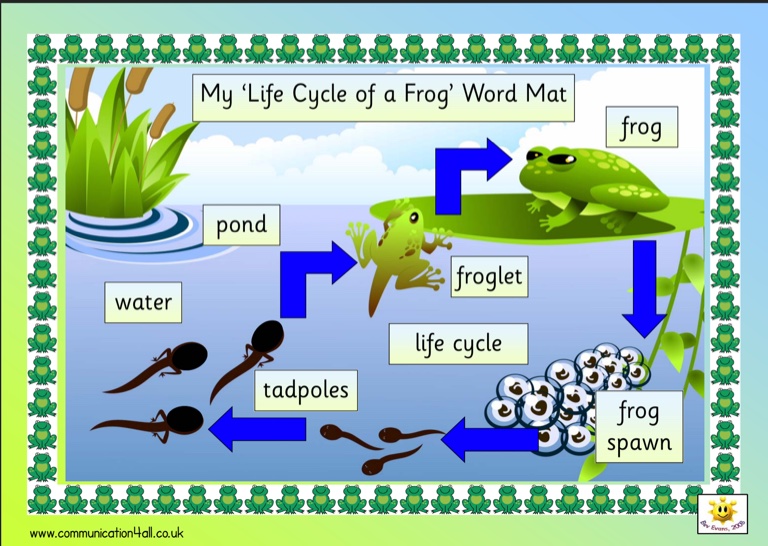 My ‘Life Cycle of a Frog’ Word Mat
frog
pond
froglet
water
life cycle
tadpoles
frog
spawn
www.communication4all.co.uk
Bev Evans, 2008